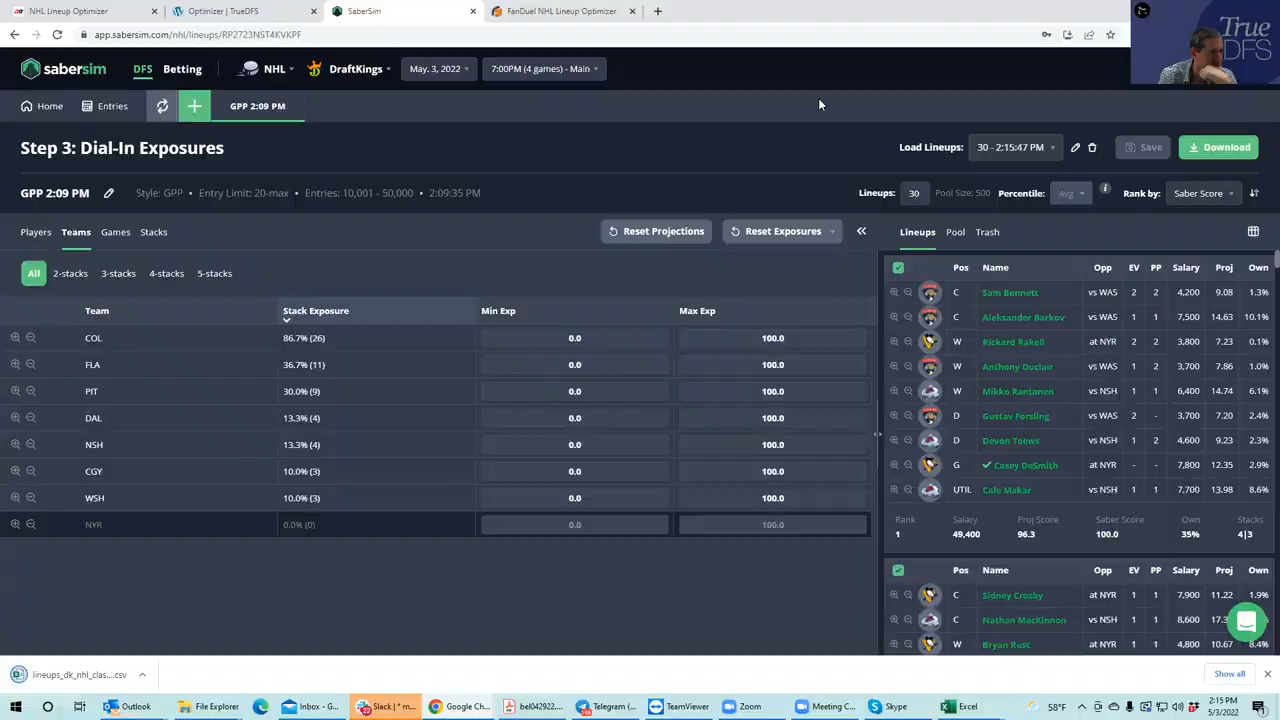 NHL Lineup Optimizer
Optimizer | TrueDFS
SaberSim
FanDuel NHL Lineup Optimizer
app.sabersim.com/nhl/lineups/RP2723NST4KVKPF
True
DFS
sabersim
DFS
Betting
NHL
DraftKings
May. 3, 2022
7:00PM (4 games) - Main
Home
Entries
GPP 2:09 PM
Step 3: Dial-In Exposures
Load Lineups:
30 - 2:15:47 PM
Save
Download
GPP 2:09 PM
Style: GPP • Entry Limit: 20-max • Entries: 10,001 - 50,000 • 2:09:35 PM
Lineups:
30
Pool Size: 500
Percentile:
Avg
Rank by:
Saber Score
Players
Teams
Games
Stacks
Reset Projections
Reset Exposures
Lineups
Pool
Trash
All
2-stacks
3-stacks
4-stacks
5-stacks
Team Stack Exposure Min Exp Max Exp
COL 86.7% (26) 0.0 100.0
FLA 36.7% (11) 0.0 100.0
PIT 30.0% (9) 0.0 100.0
DAL 13.3% (4) 0.0 100.0
NSH 13.3% (4) 0.0 100.0
CGY 10.0% (3) 0.0 100.0
WSH 10.0% (3) 0.0 100.0
NYR 0.0% (0) 0.0 100.0
Pos Name Opp EV PP Salary Proj Own
C Sam Bennett vs WAS 2 2 4,200 9.08 1.3%
C Aleksander Barkov vs WAS 1 1 7,500 14.63 10.1%
W Rickard Rakell at NYR 2 2 3,800 7.23 0.1%
W Anthony Duclair vs WAS 1 2 3,700 7.86 1.0%
W Mikko Rantanen vs NSH 1 1 6,400 14.74 6.1%
D Gustav Forsling vs WAS 2 - 3,700 7.20 2.4%
D Devon Toews vs NSH 1 2 4,600 9.23 2.3%
G Casey DeSmith at NYR - - 7,800 12.35 2.9%
UTIL Cale Makar vs NSH 1 1 7,700 13.98 8.6%
Rank Salary Proj Score Saber Score Own Stacks
1 49,400 96.3 100.0 35% 4|3
Pos Name Opp EV PP Salary Proj Own
C Sidney Crosby at NYR 1 1 7,900 11.22 1.9%
C Nathan MacKinnon vs NSH 1 1 8,600 17.3
W Bryan Rust at NYR 1 1 4,800 10.67 8.4%
lineups_dk_nhl_clas....csv
Show all
Outlook
File Explorer
Inbox - G...
Slack | * m...
Google Ch...
bel042922...
Telegram (...
TeamViewer
Zoom
Meeting C...
Skype
Excel
58°F
2:15 PM
5/3/2022